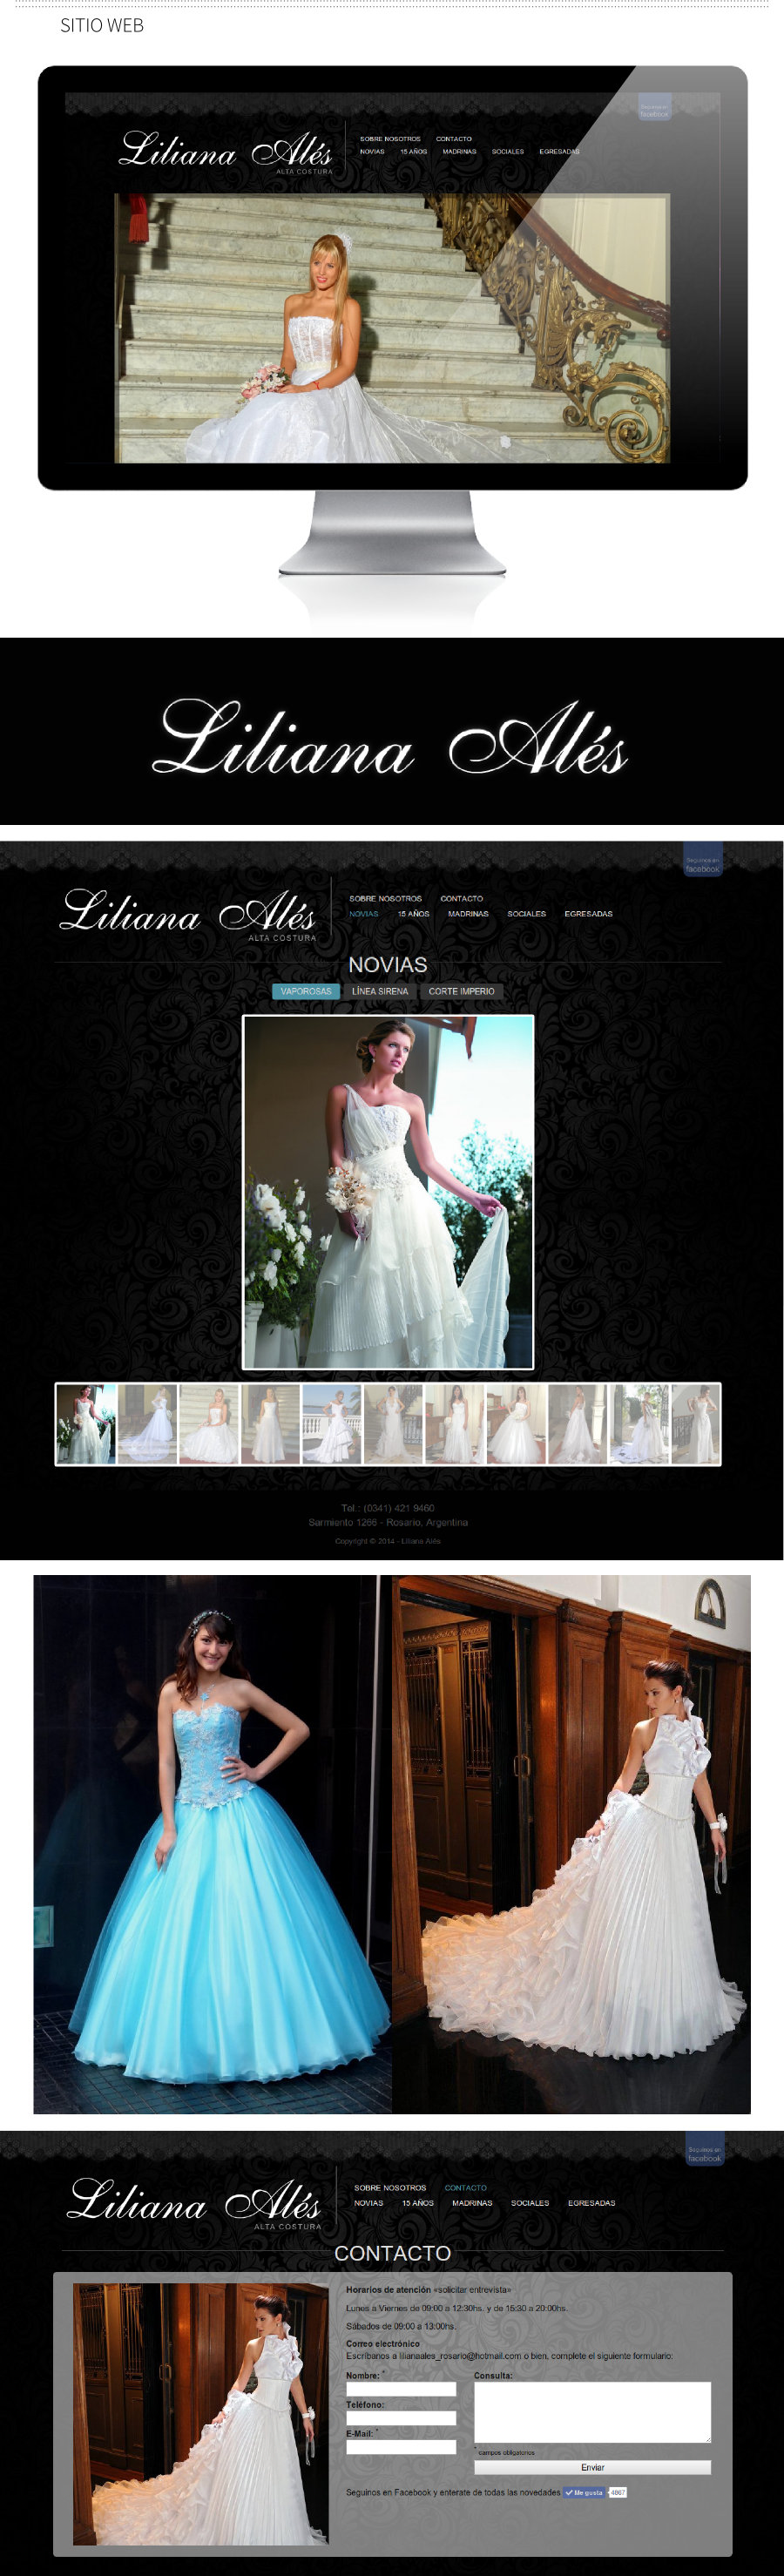 SITIO WEB
facebook
Liliana Alés
ALTA COSTURA
SOBRE NOSOTROS CONTACTO
NOVIAS 15 AÑOS MADRINAS SOCIALES EGRESADAS
Liliana Alés
Seguinos en
facebook
Liliana Alés
ALTA COSTURA
SOBRE NOSOTROS CONTACTO
NOVIAS 15 AÑOS MADRINAS SOCIALES EGRESADAS
NOVIAS
VAPOROSAS LÍNEA SIRENA CORTE IMPERIO
Tel.: (0341) 421 9460
Sarmiento 1266 - Rosario, Argentina
Copyright © 2014 - Liliana Alés
Seguinos en
facebook
Liliana Alés
ALTA COSTURA
SOBRE NOSOTROS CONTACTO
NOVIAS 15 AÑOS MADRINAS SOCIALES EGRESADAS
CONTACTO
Horarios de atención «solicitar entrevista»
Lunes a Viernes de 09:00 a 12:30hs. y de 15:30 a 20:00hs.
Sábados de 09:00 a 13:00hs.
Correo electrónico
Escríbanos a lilianaales_rosario@hotmail.com o bien, complete el siguiente formulario:
Nombre: * Consulta:
Teléfono:
E-Mail: *
* campos obligatorios
Enviar
Seguinos en Facebook y enterate de todas las novedades Me gusta 4867